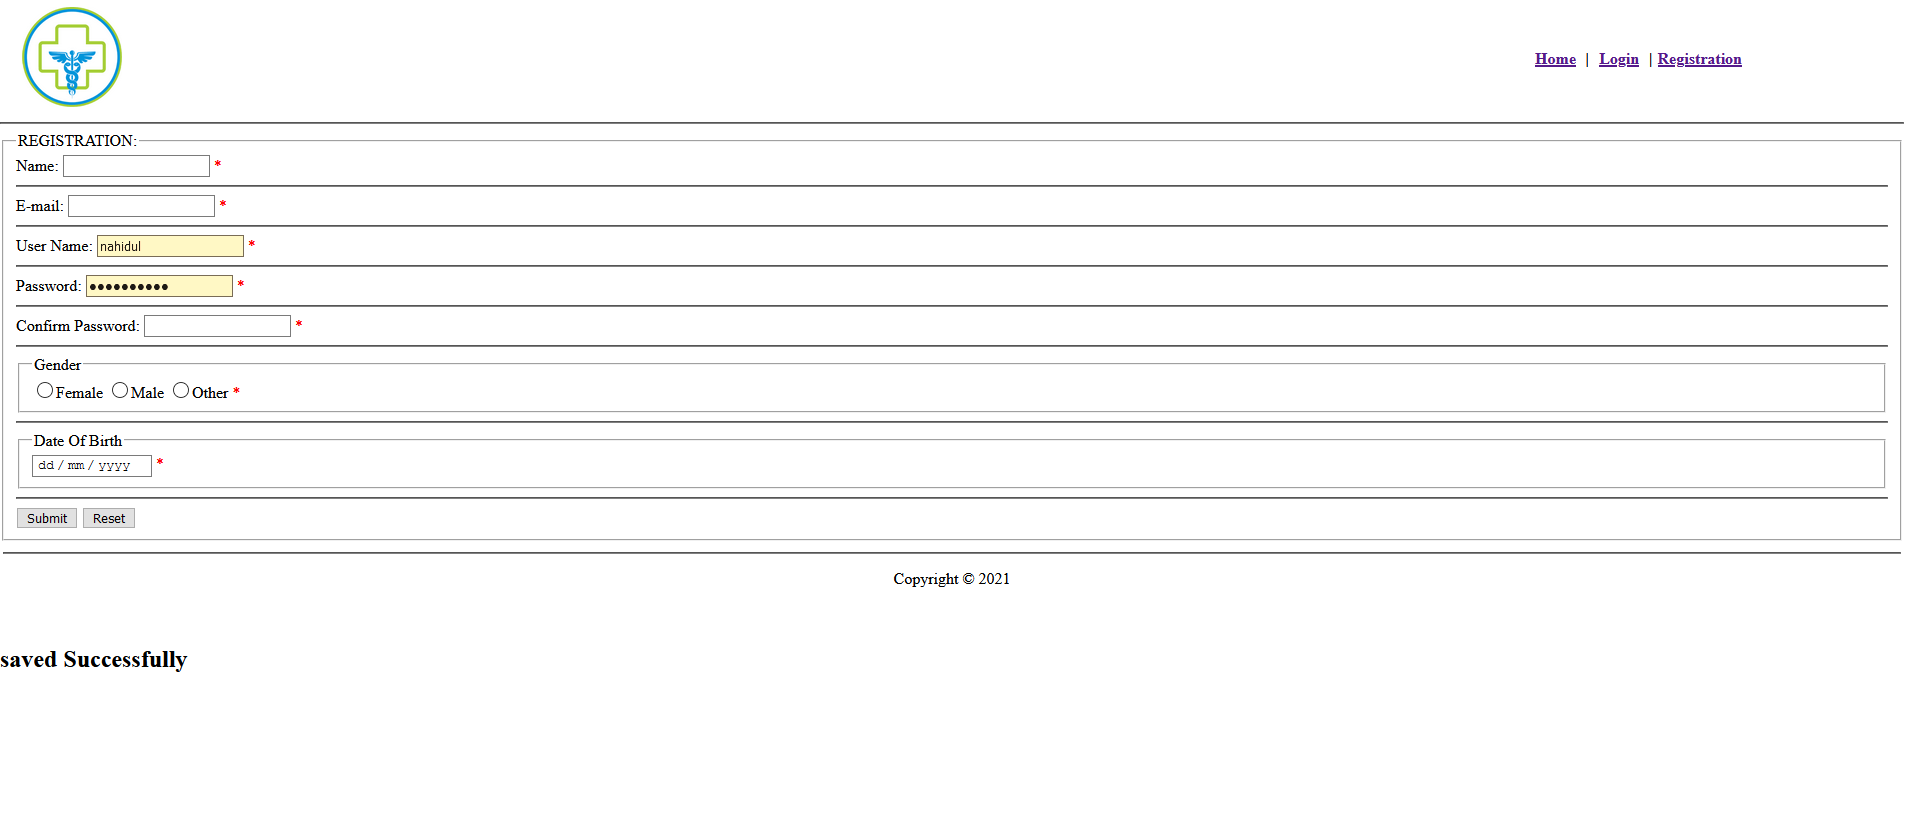 Home | Login | Registration
REGISTRATION:
Name: *
E-mail: *
User Name: nahidul *
Password: ●●●●●●●●●● *
Confirm Password: *
Gender
Female Male Other *
Date Of Birth
dd / mm / yyyy *
Submit Reset
Copyright © 2021
saved Successfully